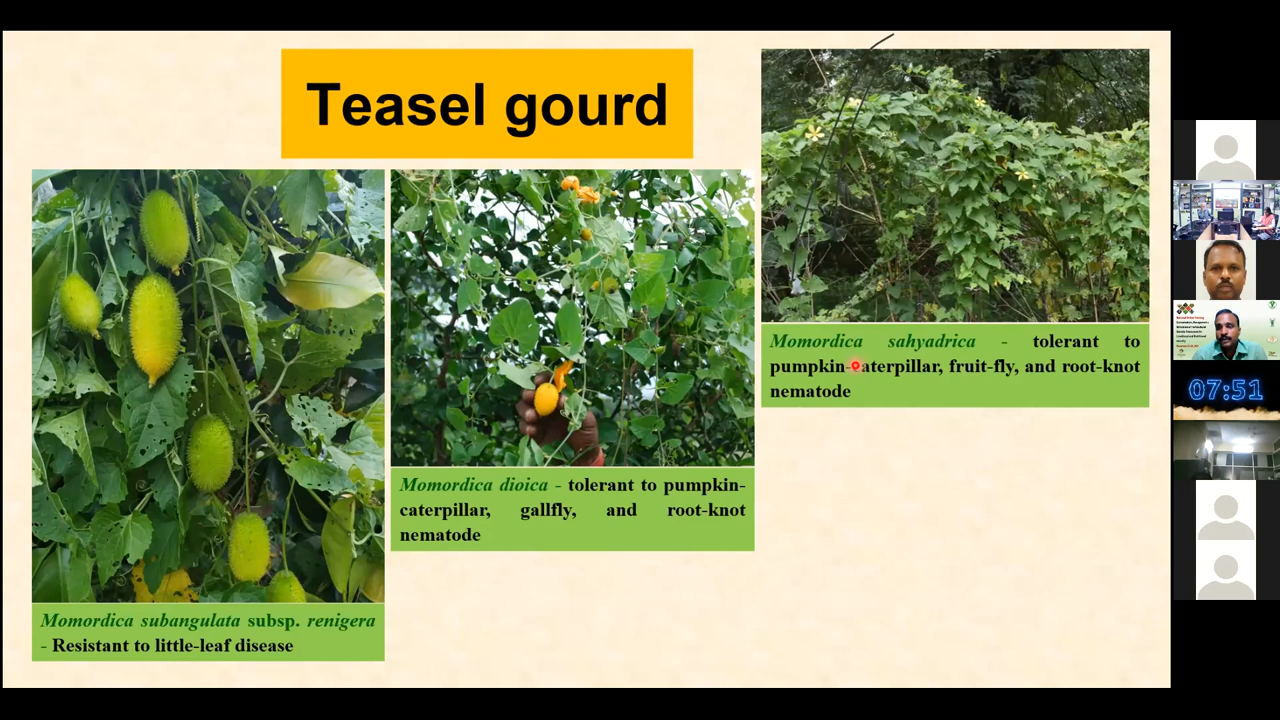 Teasel gourd
Momordica subangulata subsp. renigera
- Resistant to little-leaf disease
Momordica dioica - tolerant to pumpkin-
caterpillar, gallfly, and root-knot
nematode
Momordica sahyadrica - tolerant to
pumpkin-caterpillar, fruit-fly, and root-knot
nematode
07:51